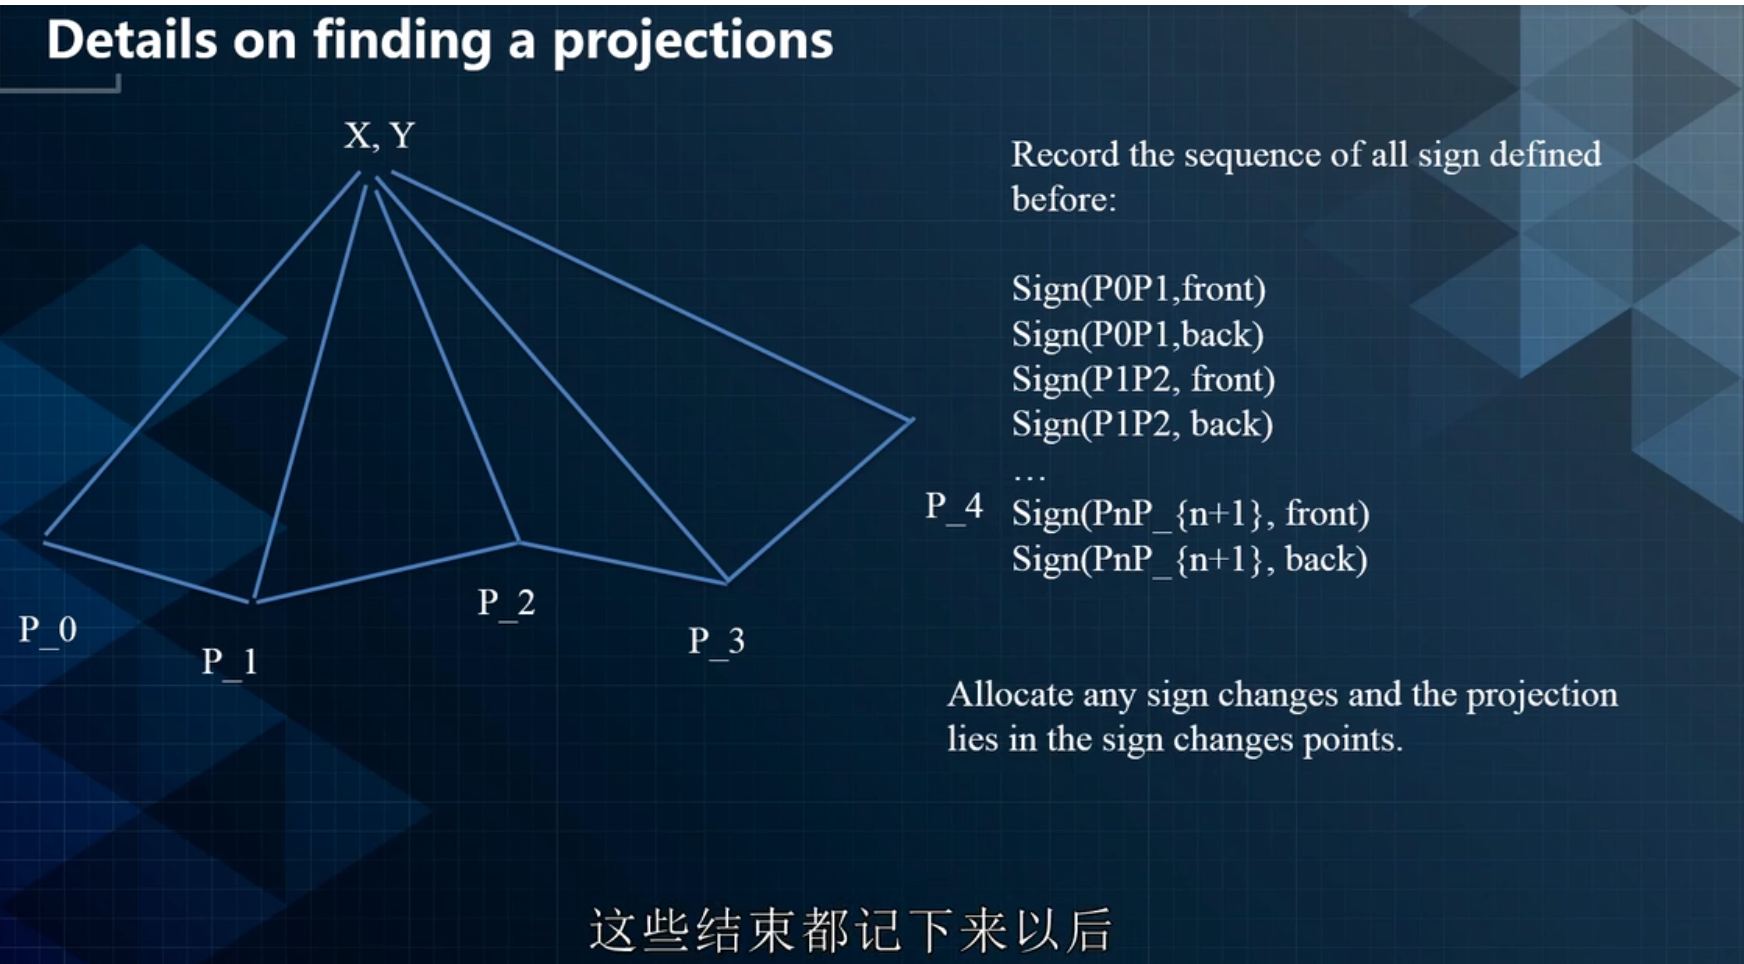 Details on finding a projections
X, Y
P_0
P_1
P_2
P_3
P_4
Record the sequence of all sign defined
before:
Sign(P0P1,front)
Sign(P0P1,back)
Sign(P1P2, front)
Sign(P1P2, back)
…
Sign(PnP_{n+1}, front)
Sign(PnP_{n+1}, back)
Allocate any sign changes and the projection
lies in the sign changes points.
这些结束都记下来以后